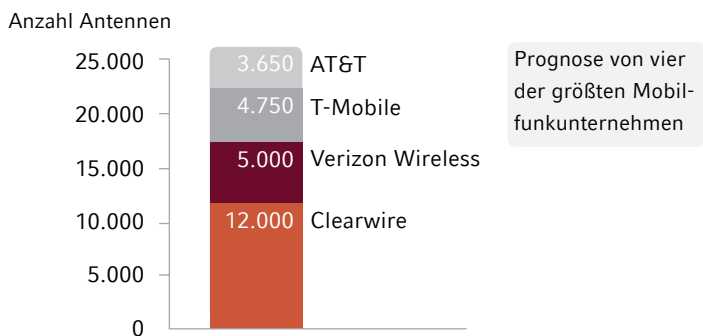 Anzahl Antennen
25.000
20.000
15.000
10.000
5.000
0
3.650 AT&T
4.750 T-Mobile
5.000 Verizon Wireless
12.000 Clearwire
Prognose von vier
der größten Mobil-
funkunternehmen